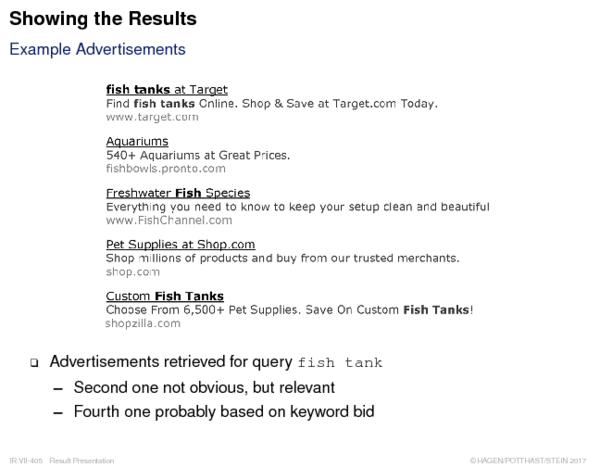 Showing the Results
Example Advertisements
fish tanks at Target
Find fish tanks Online. Shop & Save at Target.com Today.
www.target.com
Aquariums
540+ Aquariums at Great Prices.
fishbowls.pronto.com
Freshwater Fish Species
Everything you need to know to keep your setup clean and beautiful
www.FishChannel.com
Pet Supplies at Shop.com
Shop millions of products and buy from our trusted merchants.
shop.com
Custom Fish Tanks
Choose From 6,500+ Pet Supplies. Save On Custom Fish Tanks!
shopzilla.com
❑ Advertisements retrieved for query fish tank
– Second one not obvious, but relevant
– Fourth one probably based on keyword bid
IR:VII-405 Result Presentation
© HAGEN/POTTHAST/STEIN 2017